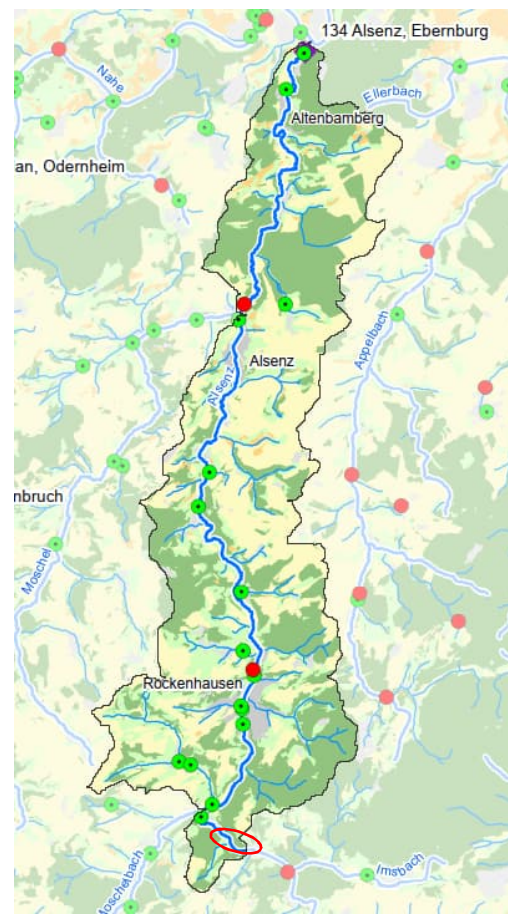 134 Alsenz, Ebernburg
Nahe
Ellerbach
Altenbamberg
an, Odernheim
Appelbach
Alsenz
Alsenz
nbruch
Moschel
Rockenhausen
Moschelbach
Imsbach